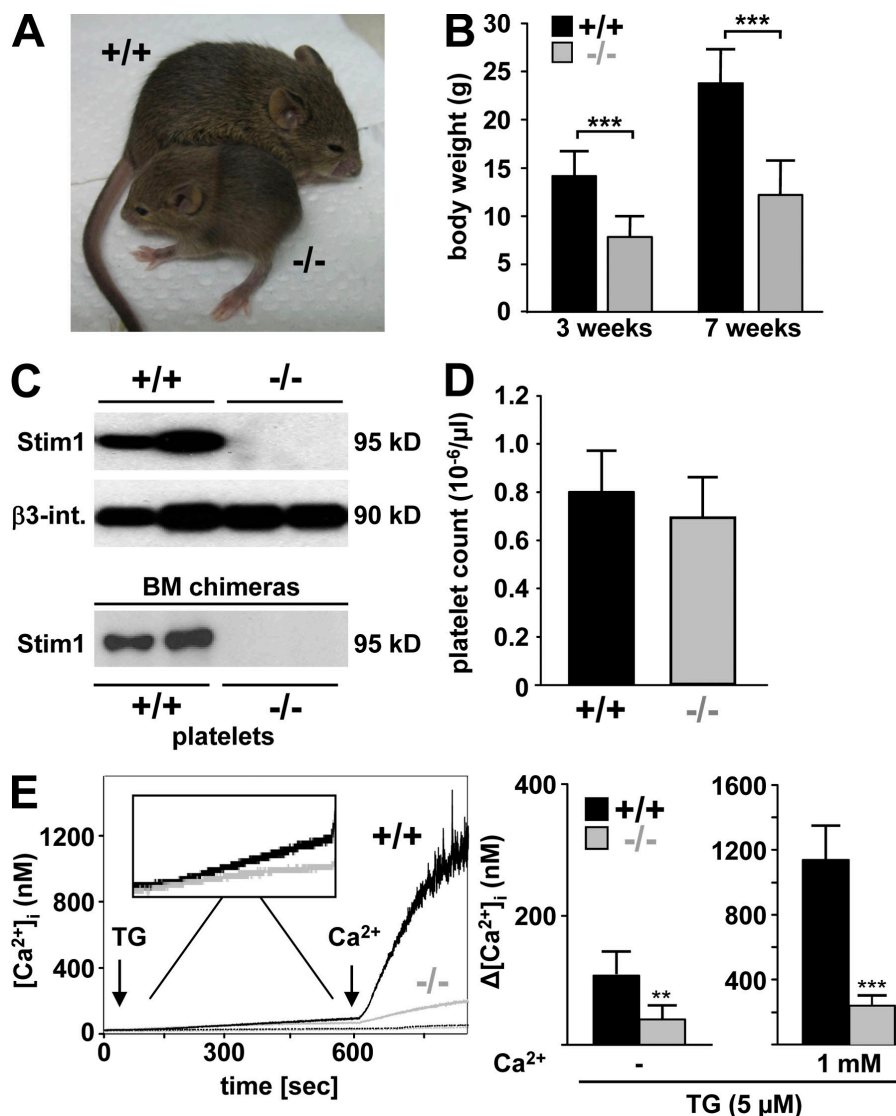 A
+/+
-/-
B
+/+
-/-
body weight (g)
30
25
20
15
10
5
0
***
***
3 weeks
7 weeks
C
+/+
-/-
Stim1
95 kD
β3-int.
90 kD
BM chimeras
Stim1
95 kD
+/+
-/-
platelets
D
platelet count (10⁻⁶/µl)
1.2
1.0
0.8
0.6
0.4
0.2
0
+/+
-/-
E
[Ca²⁺]ᵢ (nM)
1200
800
400
0
TG
Ca²⁺
+/+
-/-
0
300
600
time [sec]
Δ[Ca²⁺]ᵢ (nM)
400
200
+/+
-/-
**
1600
1200
800
400
***
Ca²⁺
-
1 mM
TG (5 µM)